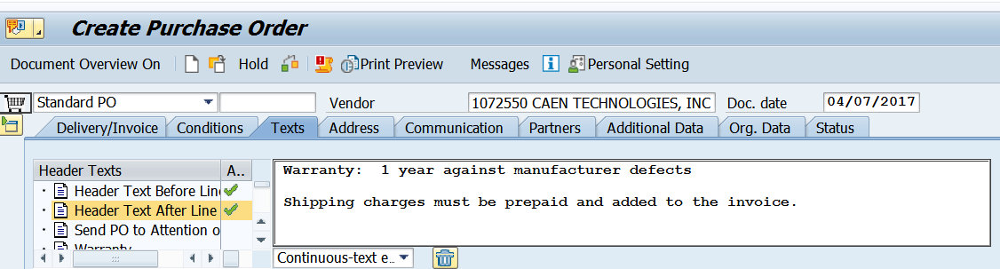 Create Purchase Order
Document Overview On Hold Print Preview Messages Personal Setting
Standard PO Vendor 1072550 CAEN TECHNOLOGIES, INC Doc. date 04/07/2017
Delivery/Invoice Conditions Texts Address Communication Partners Additional Data Org. Data Status
Header Texts A..
Header Text Before Lin
Header Text After Line
Send PO to Attention o
Warranty
Warranty: 1 year against manufacturer defects
Shipping charges must be prepaid and added to the invoice.
Continuous-text e...